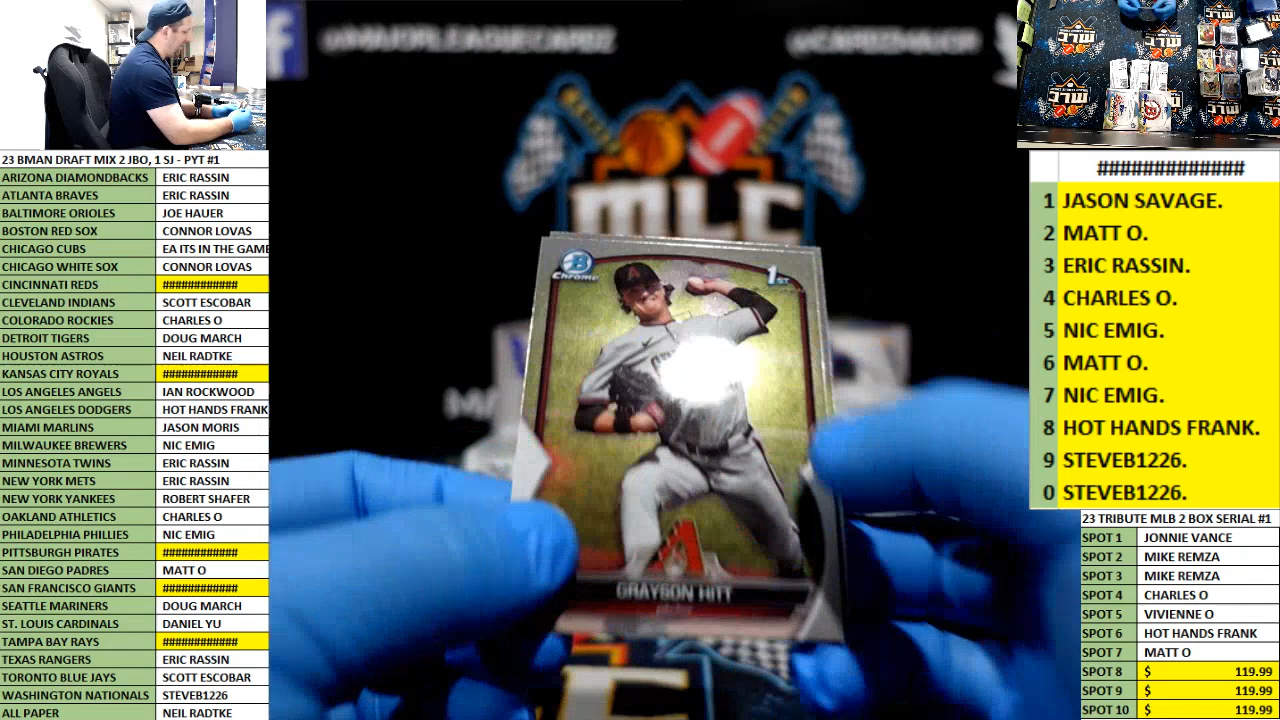 @MAJORLEAGUECARDZ
@CARDZMAJOR
MLC
23 BMAN DRAFT MIX 2 JBO, 1 SJ - PYT #1
ARIZONA DIAMONDBACKS ERIC RASSIN
ATLANTA BRAVES ERIC RASSIN
BALTIMORE ORIOLES JOE HAUER
BOSTON RED SOX CONNOR LOVAS
CHICAGO CUBS EA ITS IN THE GAME
CHICAGO WHITE SOX CONNOR LOVAS
CINCINNATI REDS ############
CLEVELAND INDIANS SCOTT ESCOBAR
COLORADO ROCKIES CHARLES O
DETROIT TIGERS DOUG MARCH
HOUSTON ASTROS NEIL RADTKE
KANSAS CITY ROYALS ############
LOS ANGELES ANGELS IAN ROCKWOOD
LOS ANGELES DODGERS HOT HANDS FRANK
MIAMI MARLINS JASON MORIS
MILWAUKEE BREWERS NIC EMIG
MINNESOTA TWINS ERIC RASSIN
NEW YORK METS ERIC RASSIN
NEW YORK YANKEES ROBERT SHAFER
OAKLAND ATHLETICS CHARLES O
PHILADELPHIA PHILLIES NIC EMIG
PITTSBURGH PIRATES ############
SAN DIEGO PADRES MATT O
SAN FRANCISCO GIANTS ############
SEATTLE MARINERS DOUG MARCH
ST. LOUIS CARDINALS DANIEL YU
TAMPA BAY RAYS ############
TEXAS RANGERS ERIC RASSIN
TORONTO BLUE JAYS SCOTT ESCOBAR
WASHINGTON NATIONALS STEVEB1226
ALL PAPER NEIL RADTKE
B Chrome
1ST
GRAYSON HITT
##############
1 JASON SAVAGE.
2 MATT O.
3 ERIC RASSIN.
4 CHARLES O.
5 NIC EMIG.
6 MATT O.
7 NIC EMIG.
8 HOT HANDS FRANK.
9 STEVEB1226.
0 STEVEB1226.
23 TRIBUTE MLB 2 BOX SERIAL #1
SPOT 1 JONNIE VANCE
SPOT 2 MIKE REMZA
SPOT 3 MIKE REMZA
SPOT 4 CHARLES O
SPOT 5 VIVIENNE O
SPOT 6 HOT HANDS FRANK
SPOT 7 MATT O
SPOT 8 $ 119.99
SPOT 9 $ 119.99
SPOT 10 $ 119.99